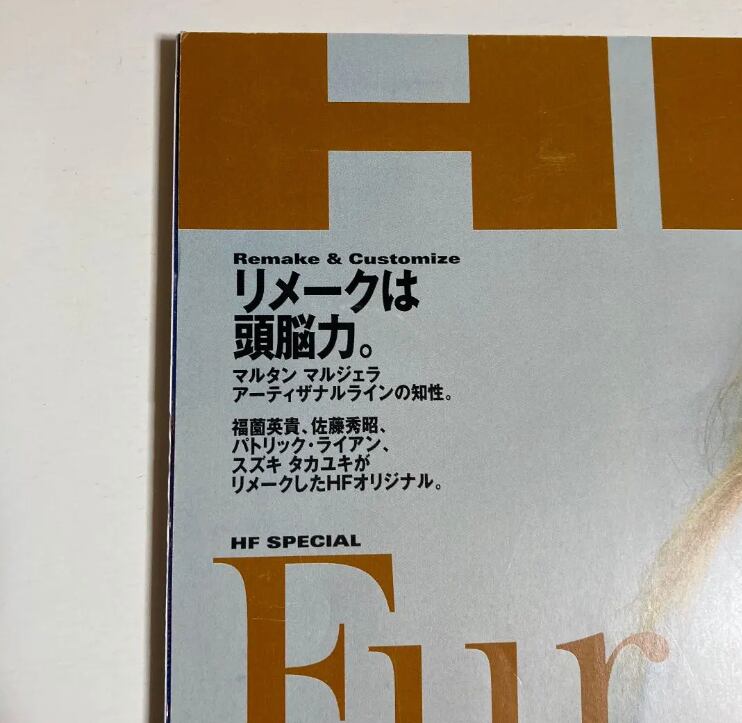 HF
Remake & Customize
リメークは
頭脳力。
マルタン マルジェラ
アーティザナルラインの知性。
福薗英貴、佐藤秀昭、
パトリック・ライアン、
スズキ タカユキが
リメークしたHFオリジナル。
HF SPECIAL
Fur